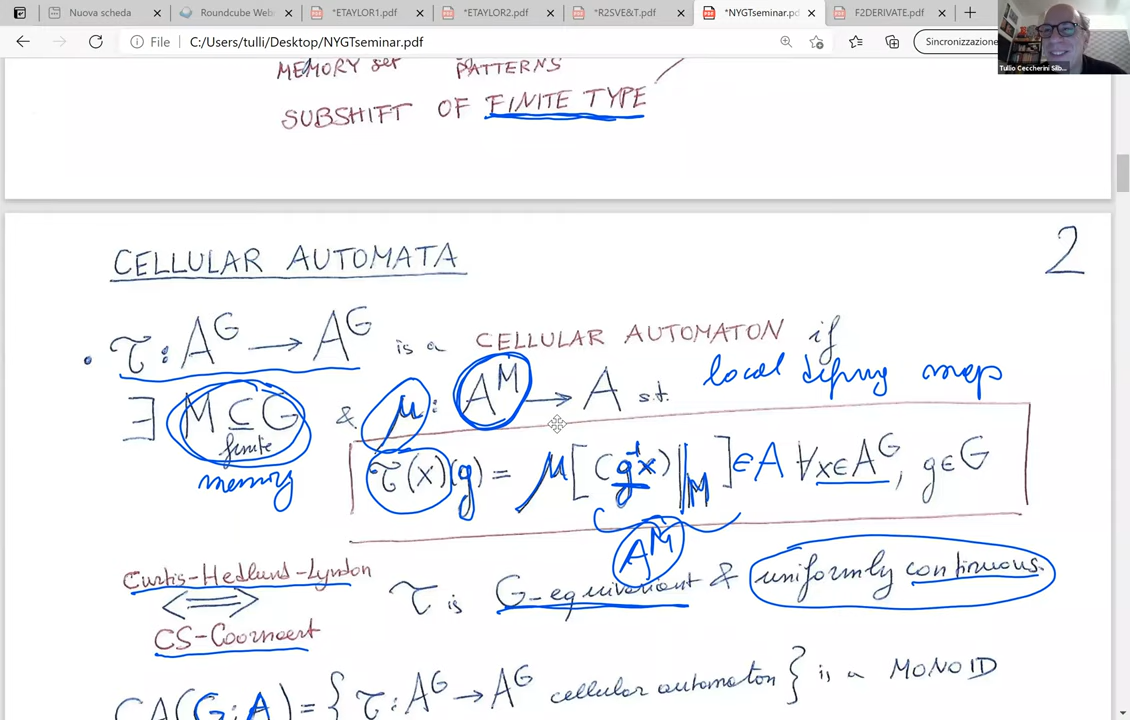 Nuova scheda
Roundcube Web
*ETAYLOR1.pdf
*ETAYLOR2.pdf
*R2SVE&T.pdf
*NYGTseminar.pd
F2DERIVATE.pdf
File C:/Users/tulli/Desktop/NYGTseminar.pdf
Sincronizzazione
Tullio Ceccherini Silb...
MEMORY set PATTERNS
SUBSHIFT OF FINITE TYPE
2
CELLULAR AUTOMATA
• τ : A^G → A^G is a CELLULAR AUTOMATON if
local defining map
∃ M ⊆ G & μ : A^M → A s.t.
finite
memory
τ(x)(g) = μ[(g⁻¹x)|_M] ∈ A ∀x∈A^G, g∈G
A^M
Curtis-Hedlund-Lyndon
⟺ τ is G-equivariant & uniformly continuous.
CS-Coornaert
CA(G;A) = { τ : A^G → A^G cellular automaton } is a MONOID